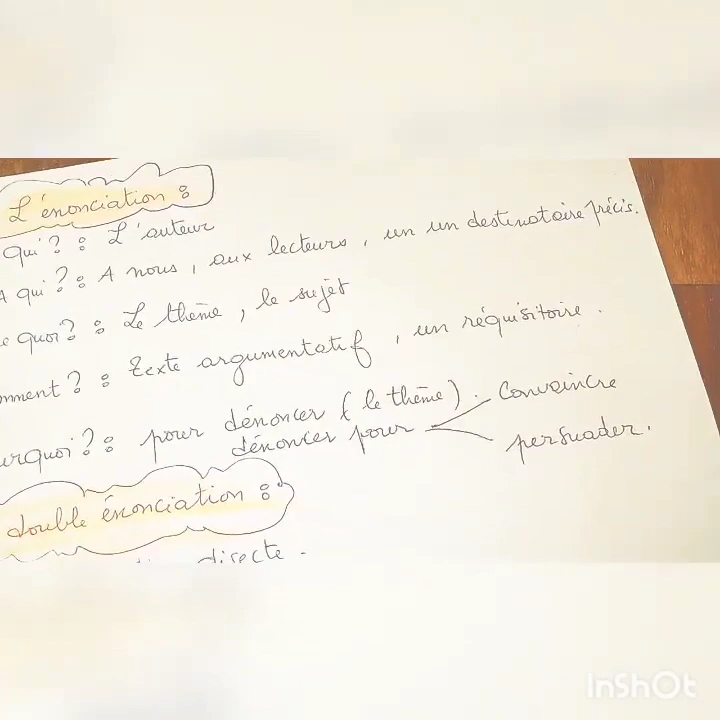 L'énonciation :
qui? : L'auteur
A qui? : A nous, aux lecteurs, un un destinataire précis.
quoi? : Le thème, le sujet
mment? : texte argumentatif, un réquisitoire.
urquoi? : pour dénoncer (le thème).
dénoncer pour convaincre
persuader.
double énonciation :
directe.
InShOt